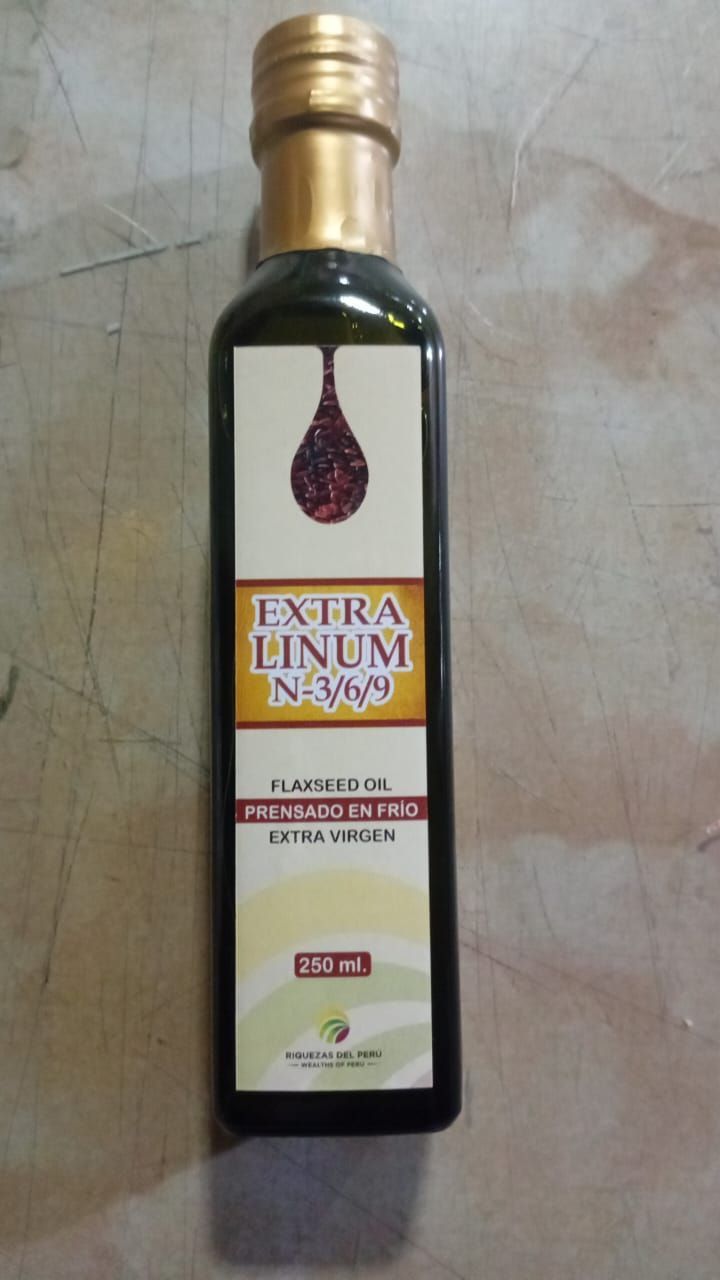 EXTRA
LINUM
N-3/6/9
FLAXSEED OIL
PRENSADO EN FRÍO
EXTRA VIRGEN
250 ml.
RIQUEZAS DEL PERÚ
WEALTHS OF PERU